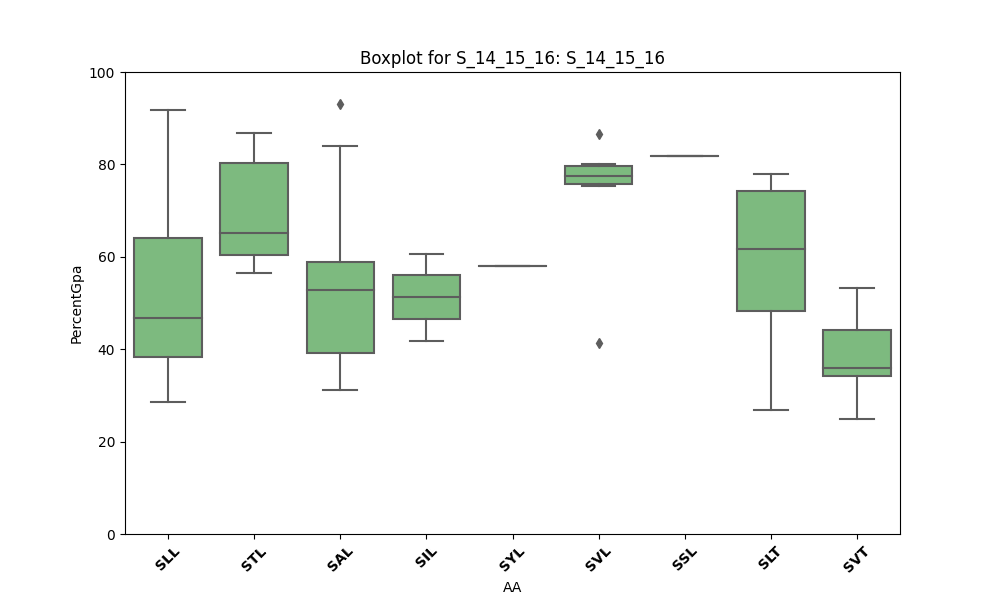 Boxplot for S_14_15_16: S_14_15_16
100
80
60
40
20
0
PercentGpa
SLL
STL
SAL
SIL
SYL
SVL
SSL
SLT
SVT
AA